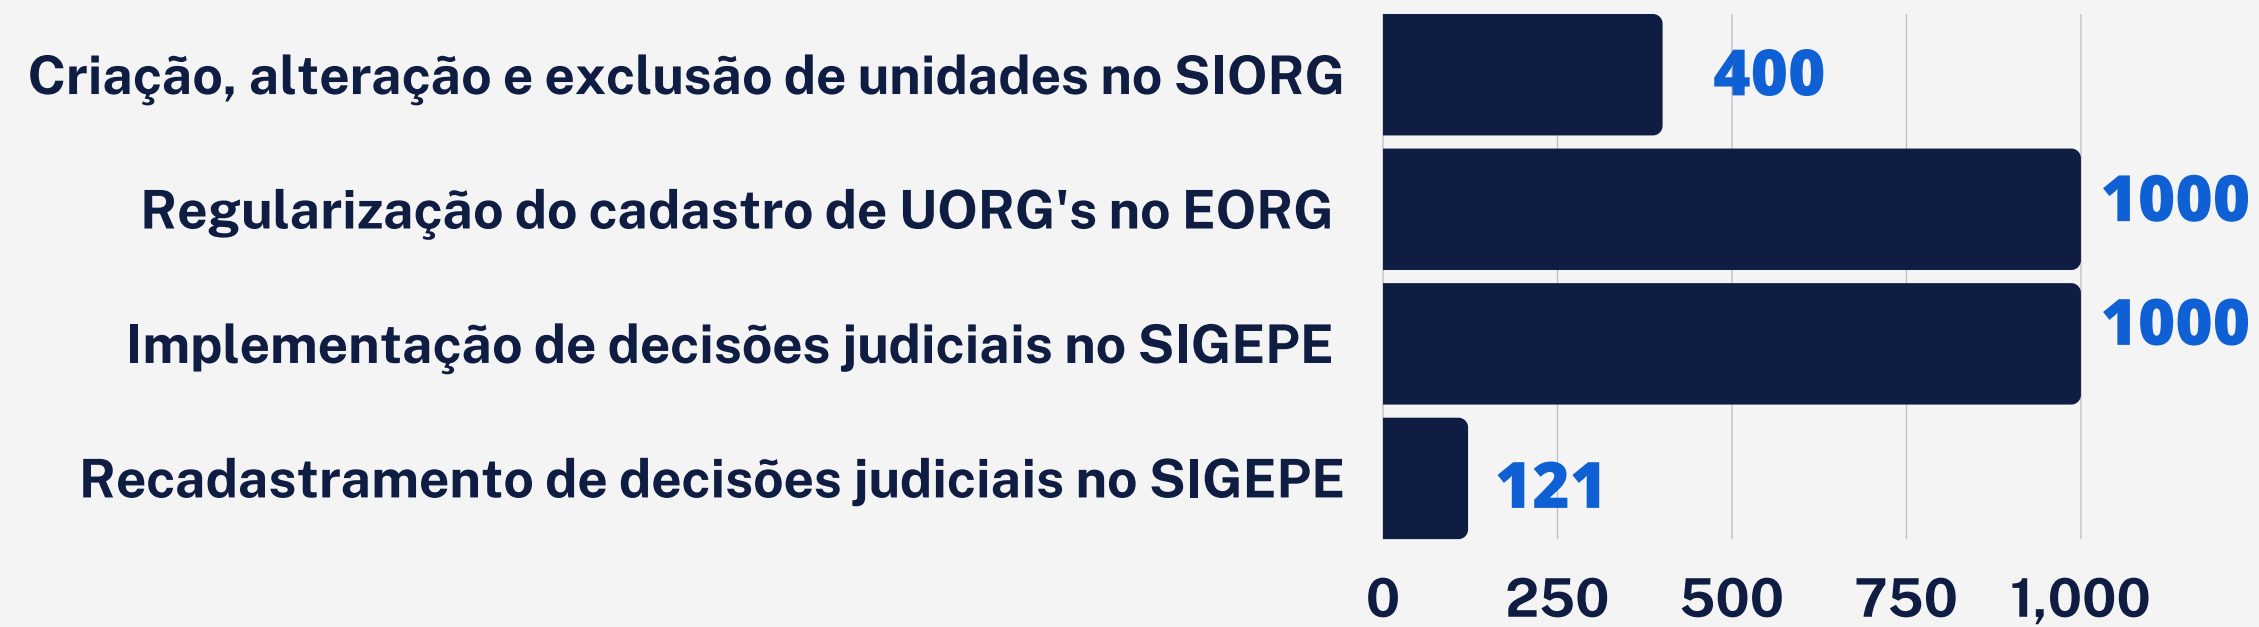 Criação, alteração e exclusão de unidades no SIORG
400
Regularização do cadastro de UORG's no EORG
1000
Implementação de decisões judiciais no SIGEPE
1000
Recadastramento de decisões judiciais no SIGEPE
121
0 250 500 750 1,000